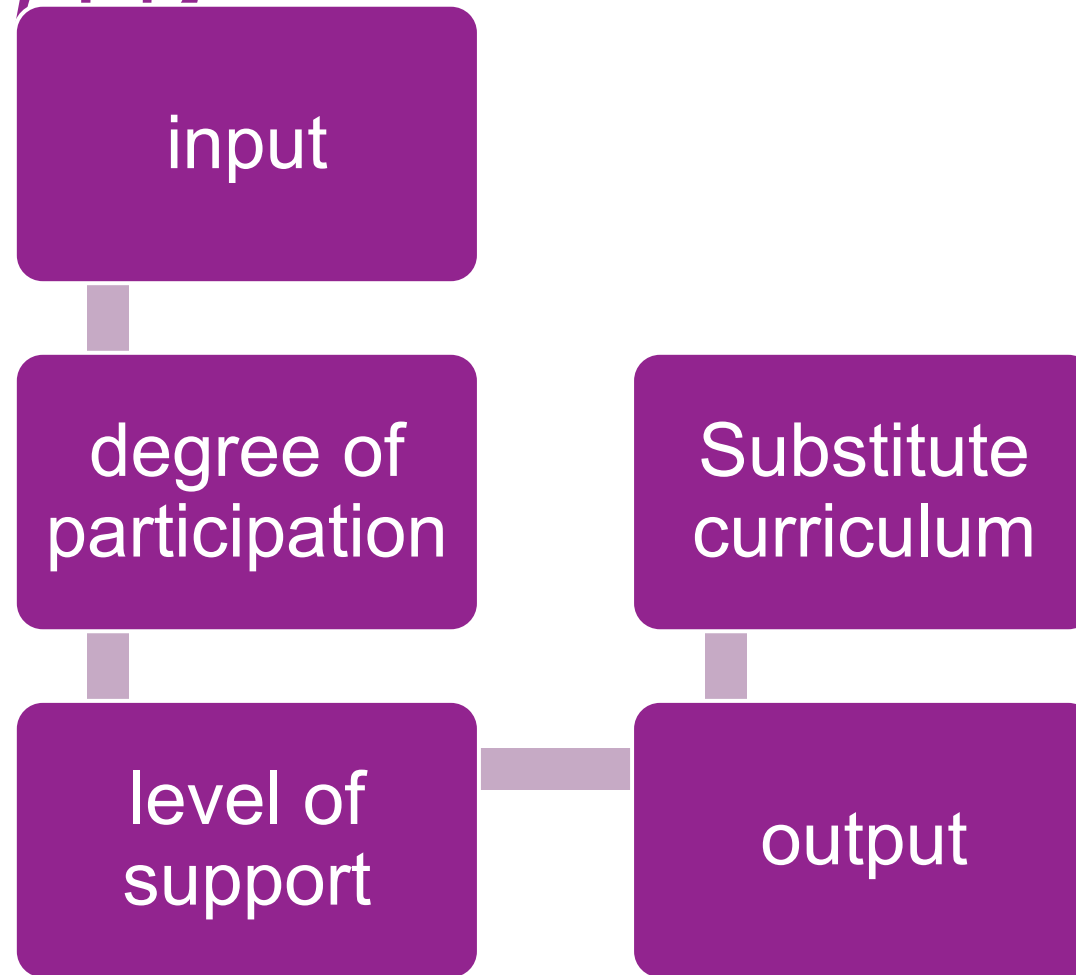 input
degree of
participation
level of
support
output
Substitute
curriculum